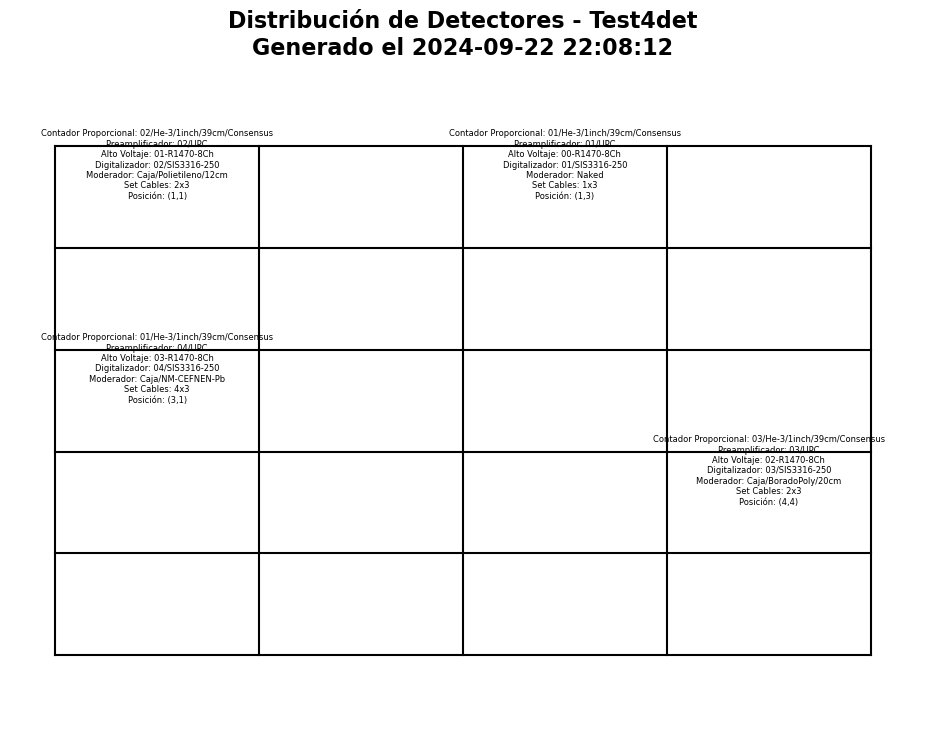 Distribución de Detectores - Test4det
Generado el 2024-09-22 22:08:12
Contador Proporcional: 02/He-3/1inch/39cm/Consensus
Preamplificador: 02/UPC
Alto Voltaje: 01-R1470-8Ch
Digitalizador: 02/SIS3316-250
Moderador: Caja/Polietileno/12cm
Set Cables: 2x3
Posición: (1,1)
Contador Proporcional: 01/He-3/1inch/39cm/Consensus
Preamplificador: 01/UPC
Alto Voltaje: 00-R1470-8Ch
Digitalizador: 01/SIS3316-250
Moderador: Naked
Set Cables: 1x3
Posición: (1,3)
Contador Proporcional: 01/He-3/1inch/39cm/Consensus
Preamplificador: 04/UPC
Alto Voltaje: 03-R1470-8Ch
Digitalizador: 04/SIS3316-250
Moderador: Caja/NM-CEFNEN-Pb
Set Cables: 4x3
Posición: (3,1)
Contador Proporcional: 03/He-3/1inch/39cm/Consensus
Preamplificador: 03/UPC
Alto Voltaje: 02-R1470-8Ch
Digitalizador: 03/SIS3316-250
Moderador: Caja/BoradoPoly/20cm
Set Cables: 2x3
Posición: (4,4)